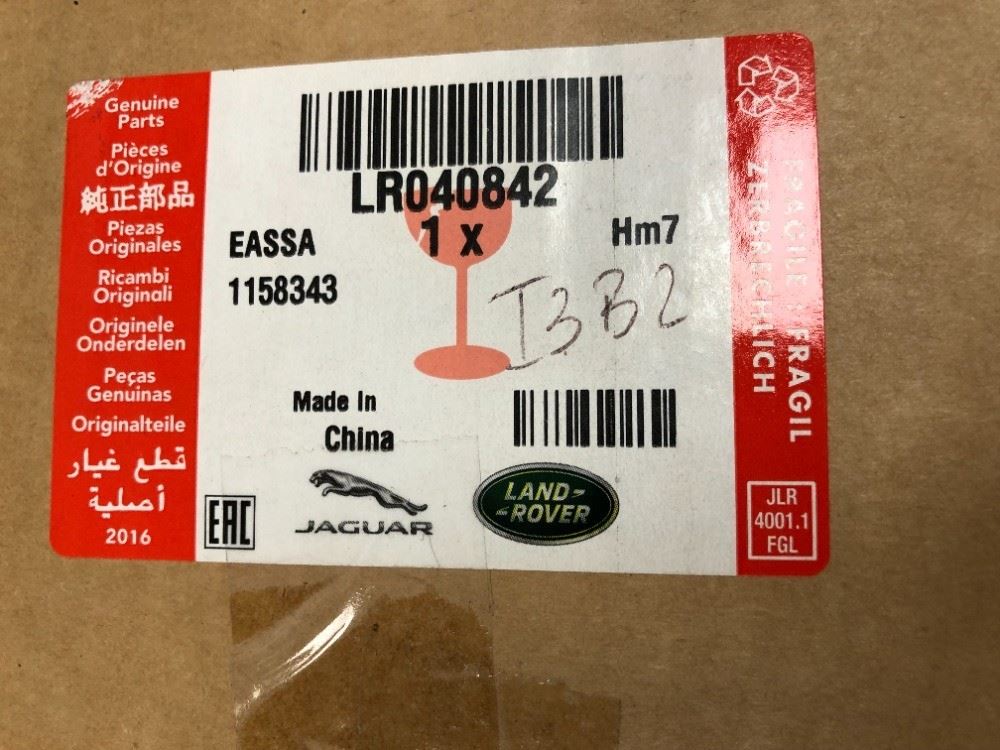 Genuine
Parts
Pièces
d'Origine
純正部品
Piezas
Originales
Ricambi
Originali
Originele
Onderdelen
Peças
Genuinas
Originalteile
قطع غيار
أصلية
2016
LR040842
EASSA
1 x
Hm7
1158343
I3B2
Made In
China
EAC
JAGUAR
LAND-
-ROVER
FRAGILE FRAGIL
ZERBRECHLICH
JLR
4001.1
FGL